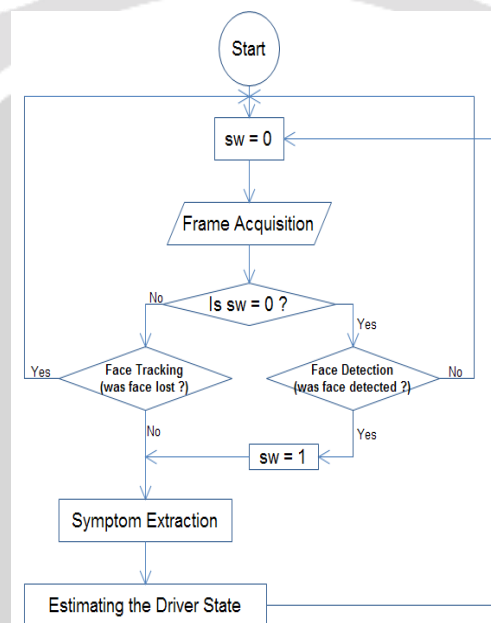 Start
sw = 0
Frame Acquisition
Is sw = 0 ?
No
Yes
Face Tracking
(was face lost ?)
Yes
No
Face Detection
(was face detected ?)
No
Yes
sw = 1
Symptom Extraction
Estimating the Driver State